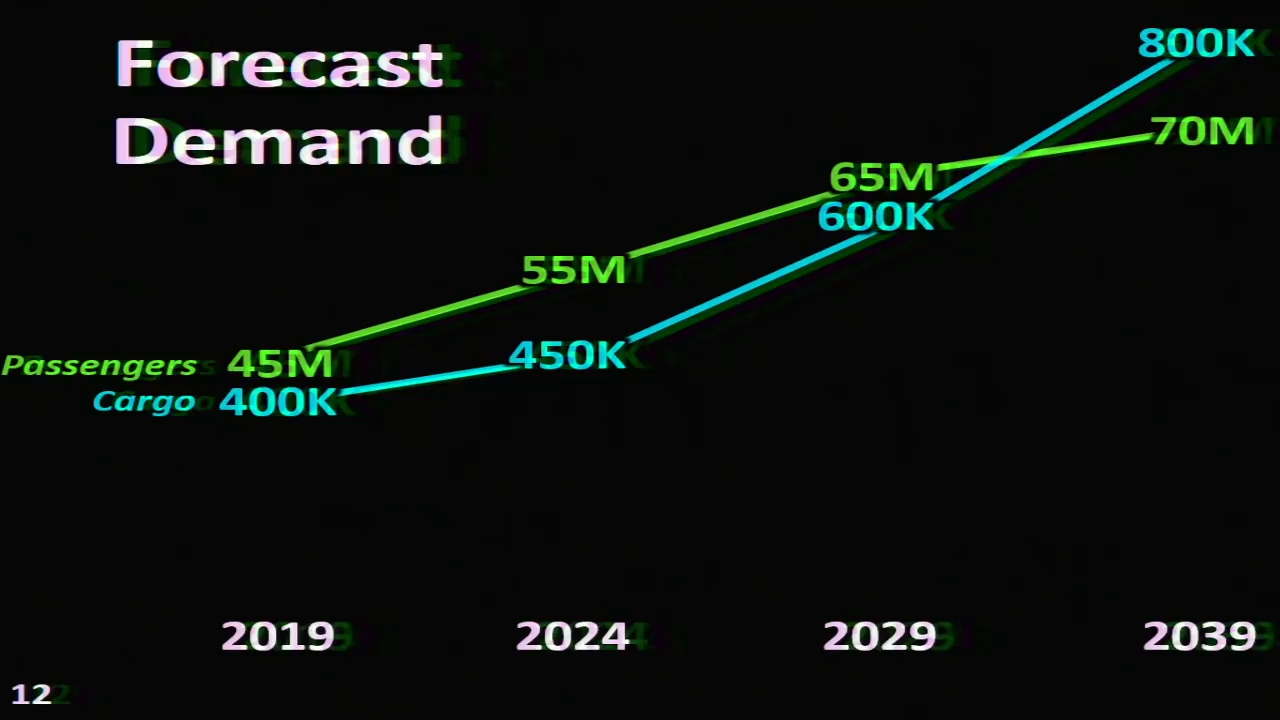 Forecast
Demand
800K
70M
65M
600K
55M
450K
Passengers 45M
Cargo 400K
2019 2024 2029 2039
12